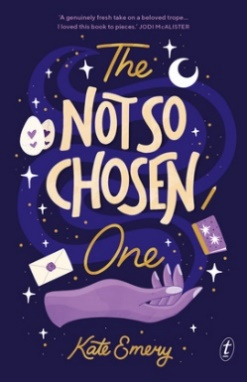 'A genuinely fresh take on a beloved trope...
I loved this book to pieces.' JODI McALISTER
The
NOT SO
CHOSEN
One
Kate Emery
t